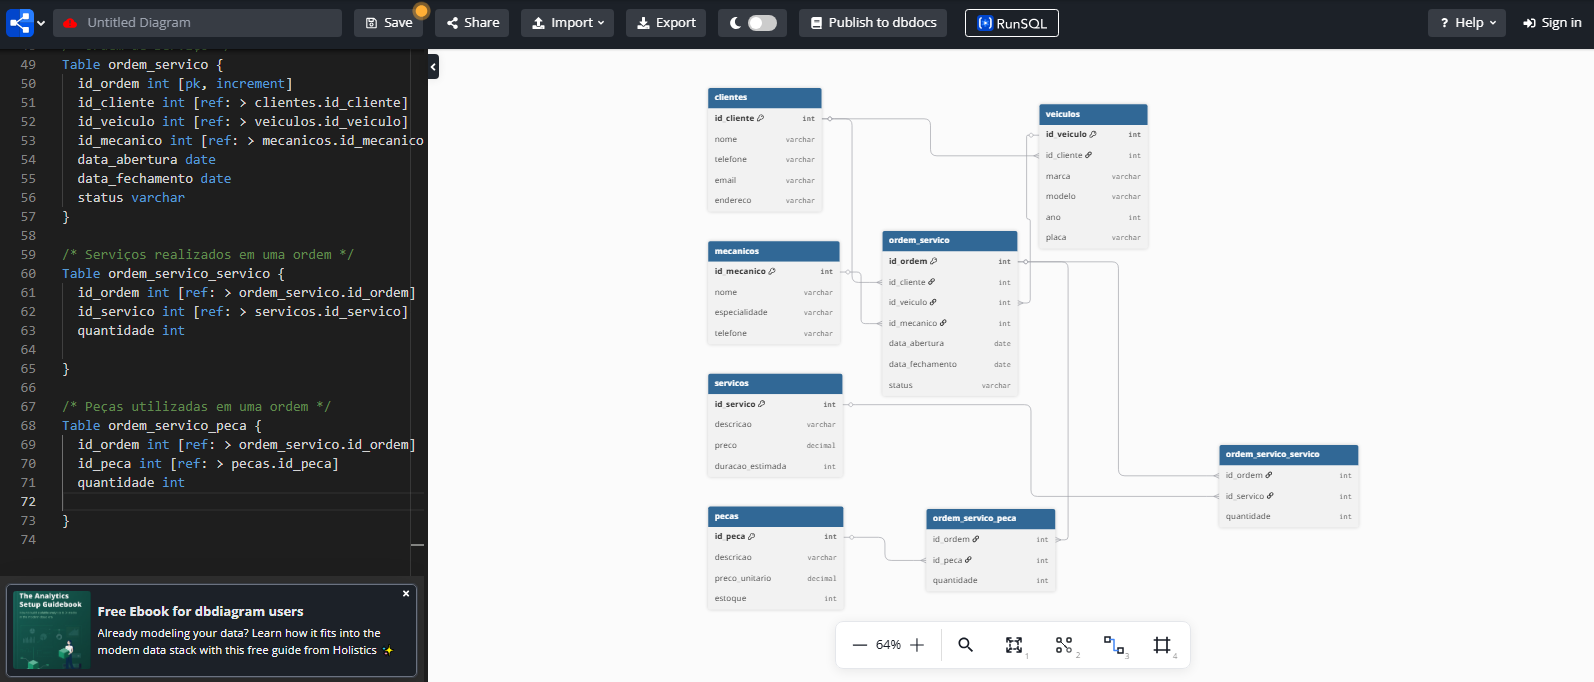 Untitled Diagram
Save
Share
Import
Export
Publish to dbdocs
RunSQL
? Help
Sign in
49 Table ordem_servico {
50 id_ordem int [pk, increment]
51 id_cliente int [ref: > clientes.id_cliente]
52 id_veiculo int [ref: > veiculos.id_veiculo]
53 id_mecanico int [ref: > mecanicos.id_mecanico
54 data_abertura date
55 data_fechamento date
56 status varchar
57 }
58
59 /* Serviços realizados em uma ordem */
60 Table ordem_servico_servico {
61 id_ordem int [ref: > ordem_servico.id_ordem]
62 id_servico int [ref: > servicos.id_servico]
63 quantidade int
64
65 }
66
67 /* Peças utilizadas em uma ordem */
68 Table ordem_servico_peca {
69 id_ordem int [ref: > ordem_servico.id_ordem]
70 id_peca int [ref: > pecas.id_peca]
71 quantidade int
72
73 }
74
The Analytics
Setup Guidebook
Free Ebook for dbdiagram users
Already modeling your data? Learn how it fits into the
modern data stack with this free guide from Holistics ✨
clientes
id_cliente int
nome varchar
telefone varchar
email varchar
endereco varchar
veiculos
id_veiculo int
id_cliente int
marca varchar
modelo varchar
ano int
placa varchar
mecanicos
id_mecanico int
nome varchar
especialidade varchar
telefone varchar
ordem_servico
id_ordem int
id_cliente int
id_veiculo int
id_mecanico int
data_abertura date
data_fechamento date
status varchar
servicos
id_servico int
descricao varchar
preco decimal
duracao_estimada int
ordem_servico_servico
id_ordem int
id_servico int
quantidade int
pecas
id_peca int
descricao varchar
preco_unitario decimal
estoque int
ordem_servico_peca
id_ordem int
id_peca int
quantidade int
64%
1
2
3
4